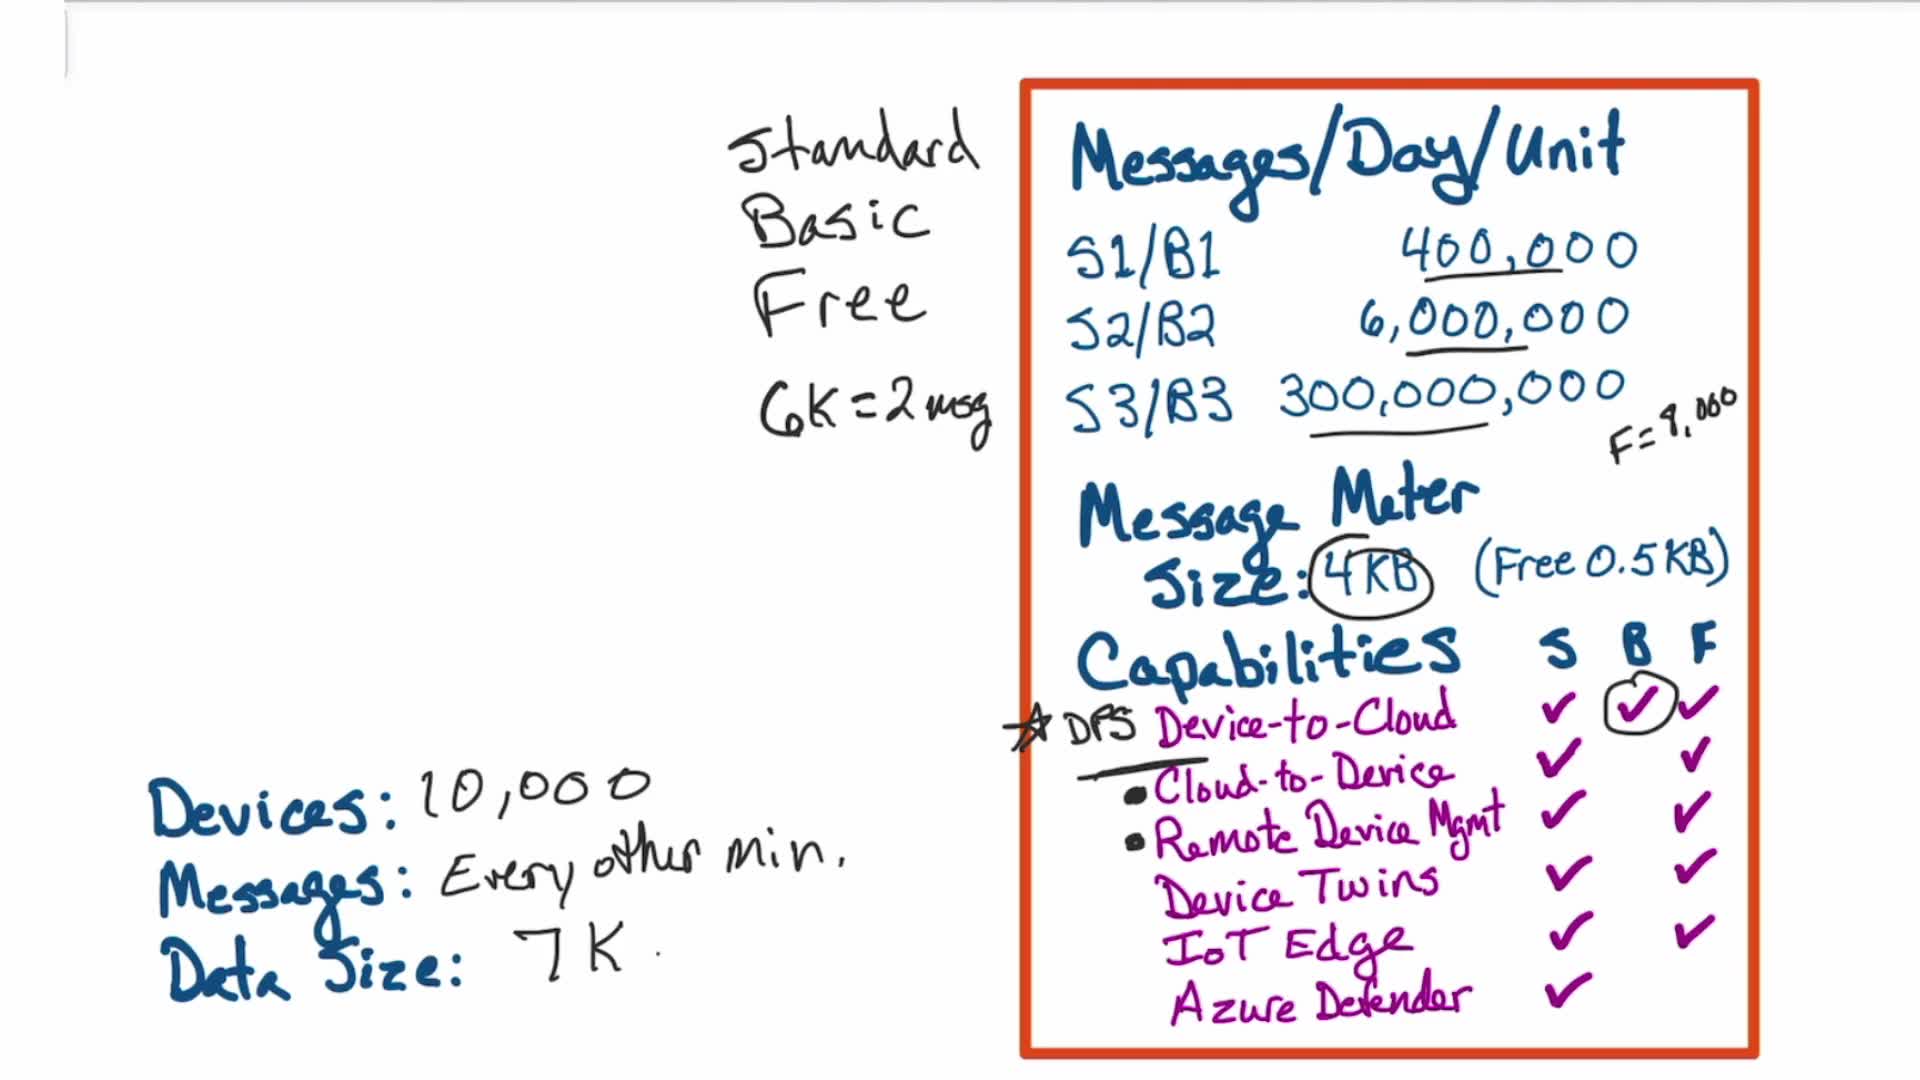 Standard
Basic
Free
6K = 2 msg
Messages/Day/Unit
S1/B1 400,000
S2/B2 6,000,000
S3/B3 300,000,000
F = 8,000
Message Meter
Size: 4KB (Free 0.5KB)
Capabilities S B F
DPS Device-to-Cloud ✓ ✓ ✓
• Cloud-to-Device ✓ ✓
• Remote Device Mgmt ✓ ✓
Device Twins ✓ ✓
IoT Edge ✓ ✓
Azure Defender ✓
Devices: 10,000
Messages: Every other min.
Data Size: 7K